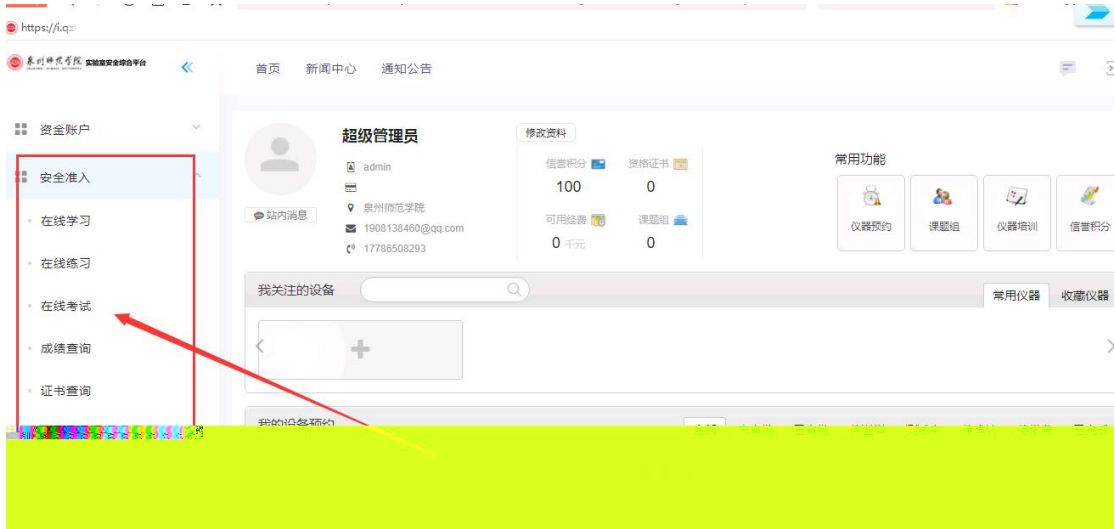 https://i.qz
泉州师范学院 实验室安全综合平台
首页 新闻中心 通知公告
资金账户
安全准入
在线学习
在线练习
在线考试
成绩查询
证书查询
超级管理员
admin
泉州师范学院
1908138460@qq.com
17786508293
站内消息
修改资料
信誉积分 资格证书
100 0
可用经费 课题组
0 千元 0
常用功能
仪器预约 课题组 仪器培训 信誉积分
我关注的设备
常用仪器 收藏仪器
我的设备预约